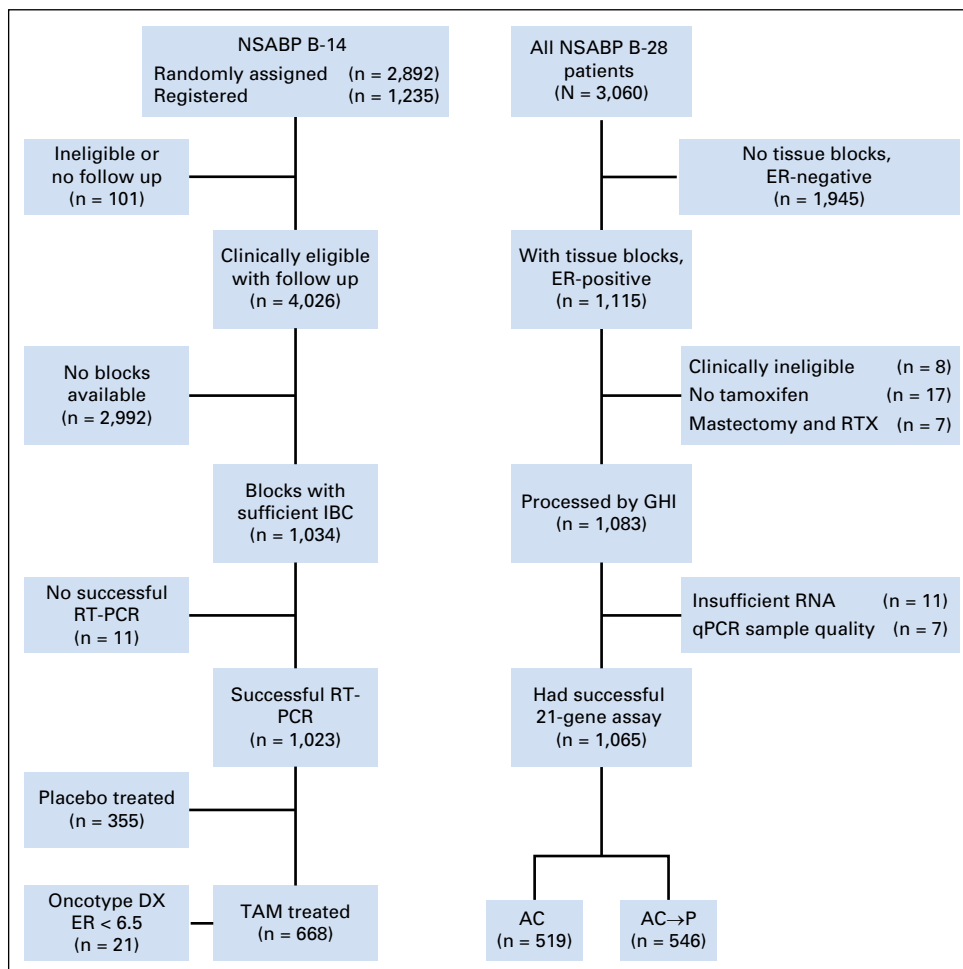 NSABP B-14
Randomly assigned (n = 2,892)
Registered (n = 1,235)
Ineligible or
no follow up
(n = 101)
Clinically eligible
with follow up
(n = 4,026)
No blocks
available
(n = 2,992)
Blocks with
sufficient IBC
(n = 1,034)
No successful
RT-PCR
(n = 11)
Successful RT-
PCR
(n = 1,023)
Placebo treated
(n = 355)
Oncotype DX
ER < 6.5
(n = 21)
TAM treated
(n = 668)
All NSABP B-28
patients
(N = 3,060)
No tissue blocks,
ER-negative
(n = 1,945)
With tissue blocks,
ER-positive
(n = 1,115)
Clinically ineligible (n = 8)
No tamoxifen (n = 17)
Mastectomy and RTX (n = 7)
Processed by GHI
(n = 1,083)
Insufficient RNA (n = 11)
qPCR sample quality (n = 7)
Had successful
21-gene assay
(n = 1,065)
AC
(n = 519)
AC→P
(n = 546)